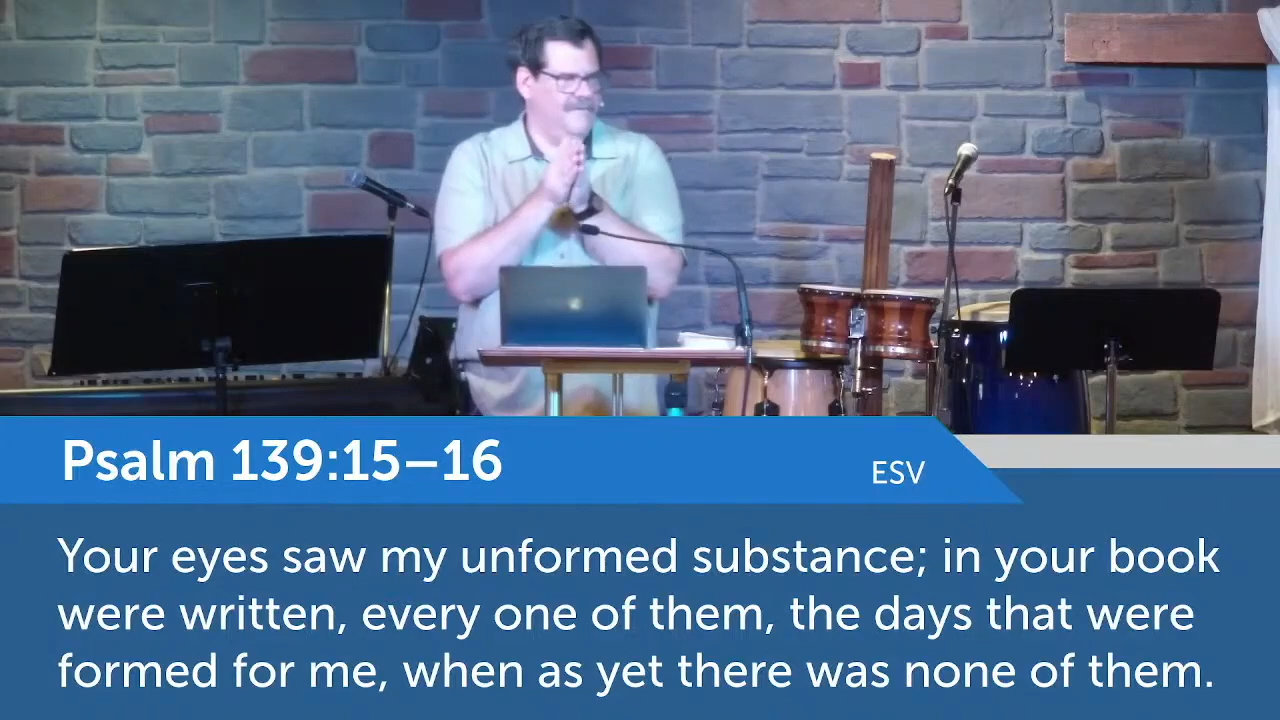 Psalm 139:15–16
ESV
Your eyes saw my unformed substance; in your book
were written, every one of them, the days that were
formed for me, when as yet there was none of them.